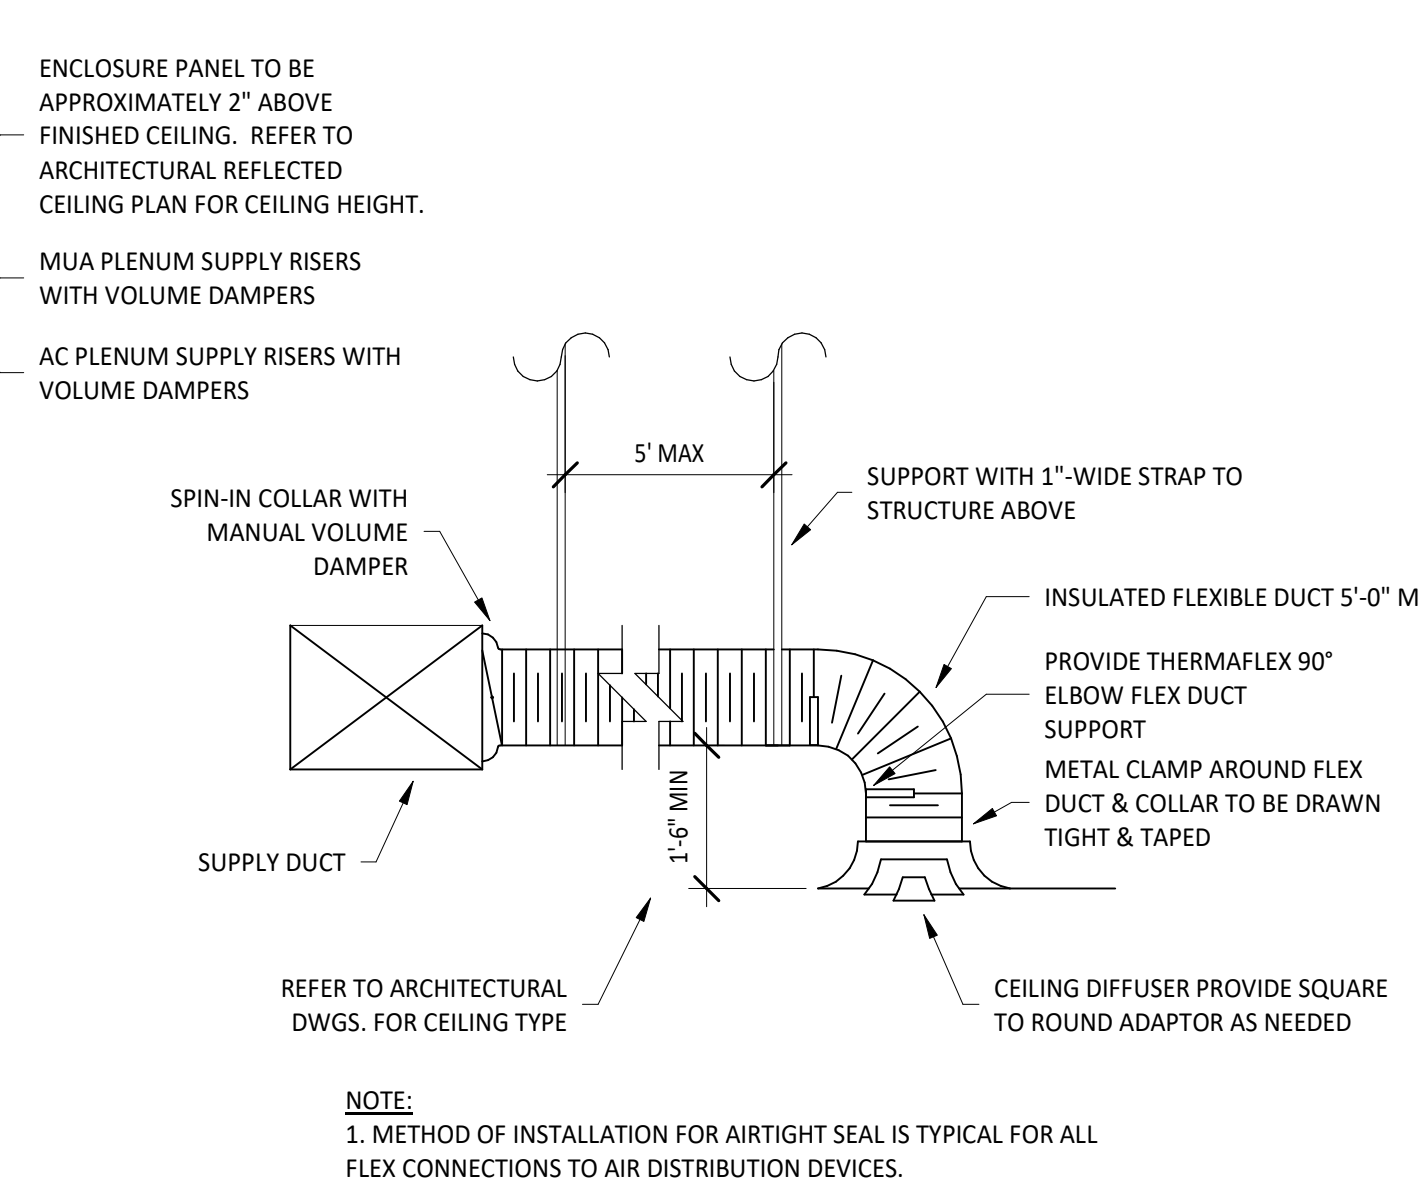 ENCLOSURE PANEL TO BE
APPROXIMATELY 2" ABOVE
FINISHED CEILING. REFER TO
ARCHITECTURAL REFLECTED
CEILING PLAN FOR CEILING HEIGHT.
MUA PLENUM SUPPLY RISERS
WITH VOLUME DAMPERS
AC PLENUM SUPPLY RISERS WITH
VOLUME DAMPERS
5' MAX
SUPPORT WITH 1"-WIDE STRAP TO
STRUCTURE ABOVE
SPIN-IN COLLAR WITH
MANUAL VOLUME
DAMPER
INSULATED FLEXIBLE DUCT 5'-0" M
PROVIDE THERMAFLEX 90°
ELBOW FLEX DUCT
SUPPORT
METAL CLAMP AROUND FLEX
DUCT & COLLAR TO BE DRAWN
TIGHT & TAPED
1'-6" MIN
SUPPLY DUCT
REFER TO ARCHITECTURAL
DWGS. FOR CEILING TYPE
CEILING DIFFUSER PROVIDE SQUARE
TO ROUND ADAPTOR AS NEEDED
NOTE:
1. METHOD OF INSTALLATION FOR AIRTIGHT SEAL IS TYPICAL FOR ALL
FLEX CONNECTIONS TO AIR DISTRIBUTION DEVICES.